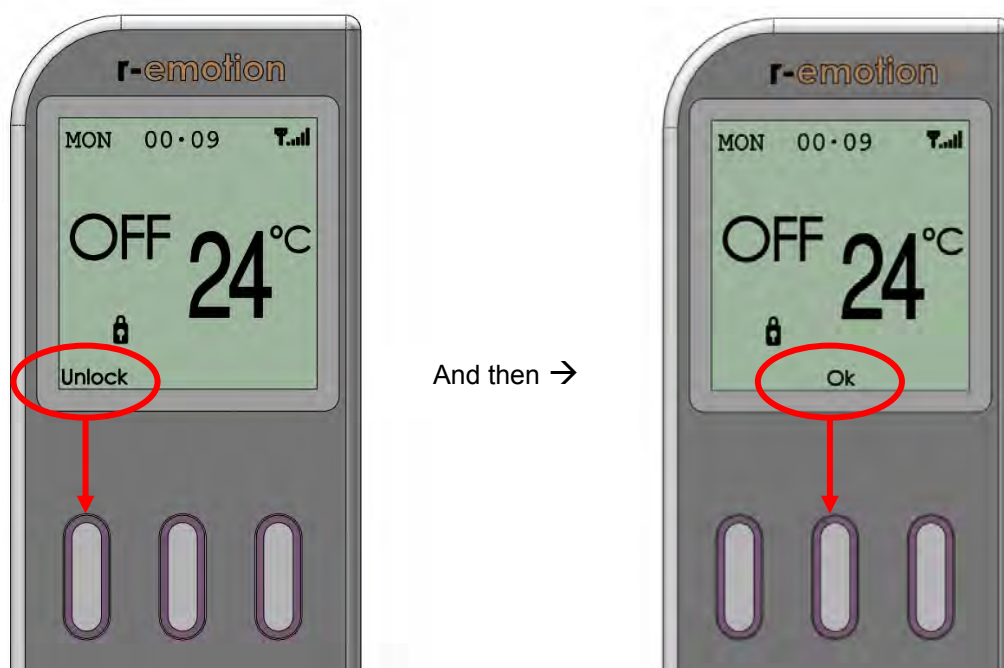 r-emotion
MON 00·09
OFF 24°C
Unlock
And then →
r-emotion
MON 00·09
OFF 24°C
Ok